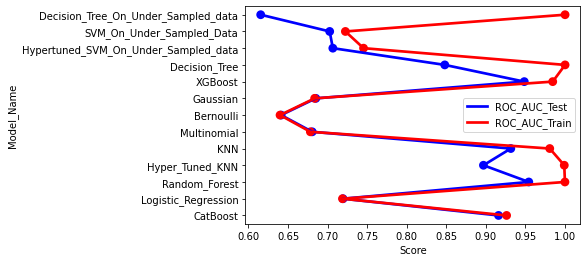 Model_Name
Decision_Tree_On_Under_Sampled_data
SVM_On_Under_Sampled_Data
Hypertuned_SVM_On_Under_Sampled_data
Decision_Tree
XGBoost
Gaussian
Bernoulli
Multinomial
KNN
Hyper_Tuned_KNN
Random_Forest
Logistic_Regression
CatBoost
ROC_AUC_Test
ROC_AUC_Train
0.60 0.65 0.70 0.75 0.80 0.85 0.90 0.95 1.00
Score